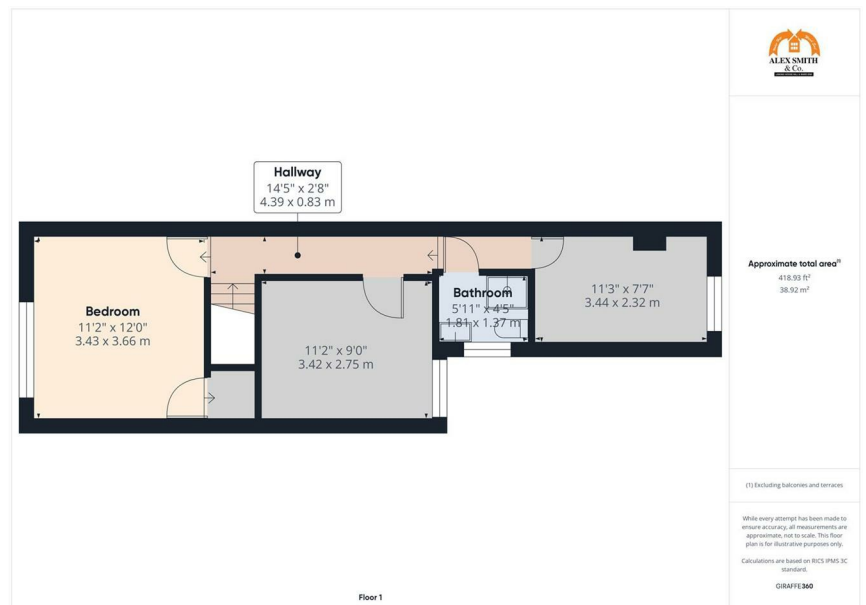 ALEX SMITH
& Co.
Hallway
14'5" x 2'8"
4.39 x 0.83 m
Bedroom
11'2" x 12'0"
3.43 x 3.66 m
11'2" x 9'0"
3.42 x 2.75 m
Bathroom
5'11" x 4'5"
1.81 x 1.37 m
11'3" x 7'7"
3.44 x 2.32 m
Floor 1
Approximate total area(1)
418.93 ft²
38.92 m²
(1) Excluding balconies and terraces
While every attempt has been made to
ensure accuracy, all measurements are
approximate, not to scale. This floor
plan is for illustrative purposes only.
Calculations are based on RICS IPMS 3C
standard.
GIRAFFE360